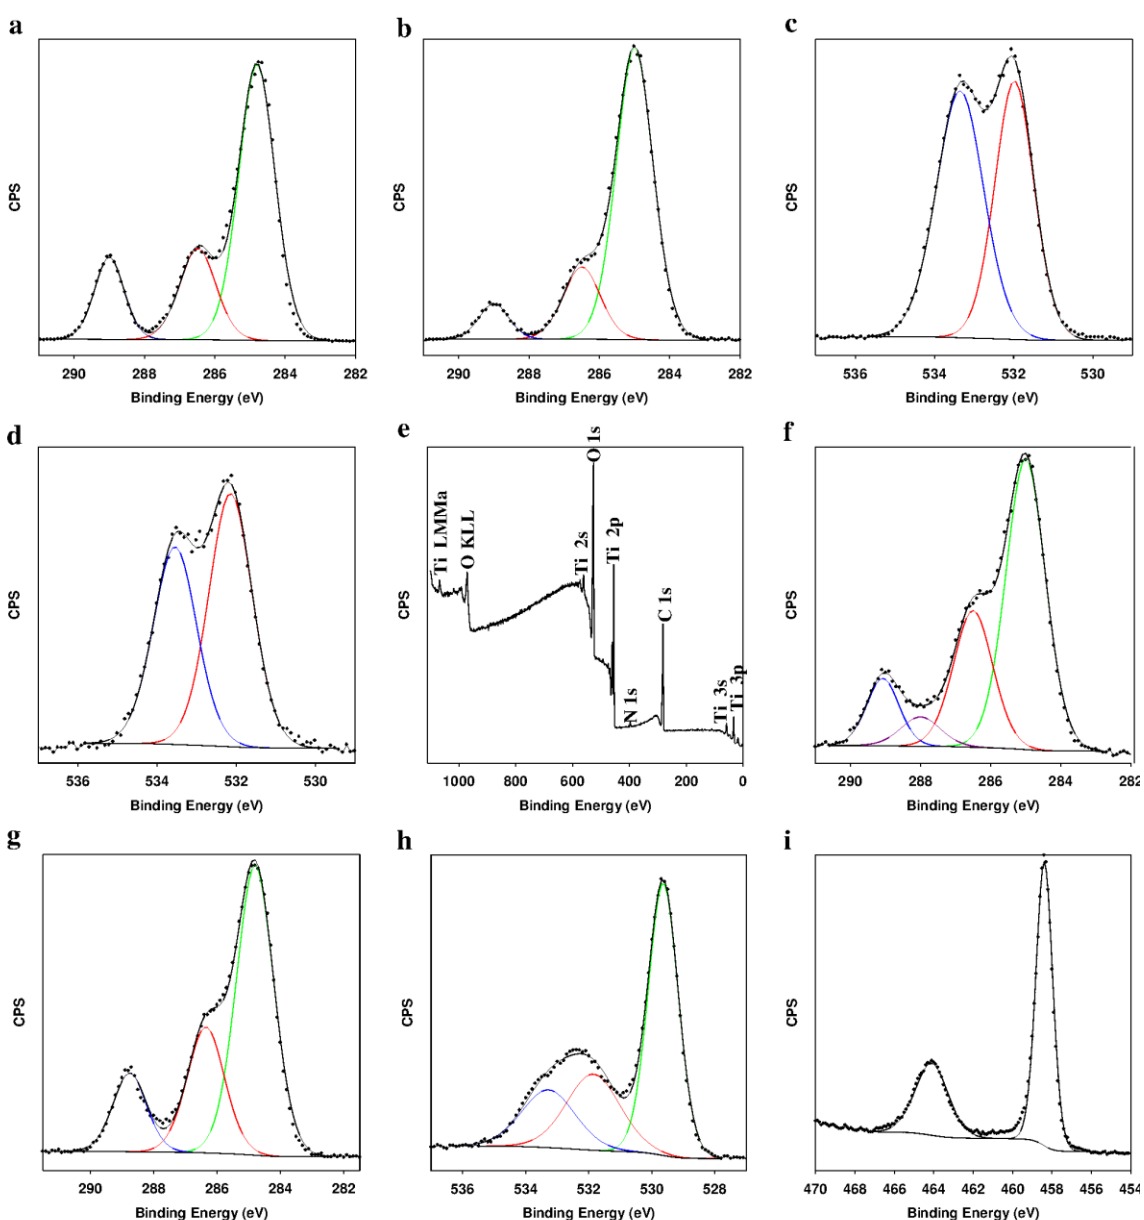 a
b
c
CPS
CPS
CPS
290 288 286 284 282
290 288 286 284 282
536 534 532 530
Binding Energy (eV)
Binding Energy (eV)
Binding Energy (eV)
d
e
f
CPS
CPS
CPS
Ti LMMa
O KLL
Ti 2s
O 1s
Ti 2p
N 1s
C 1s
Ti 3s
Ti 3p
536 534 532 530
1000 800 600 400 200 0
290 288 286 284 282
Binding Energy (eV)
Binding Energy (eV)
Binding Energy (eV)
g
h
i
CPS
CPS
CPS
290 288 286 284 282
536 534 532 530 528
470 468 466 464 462 460 458 456 454
Binding Energy (eV)
Binding Energy (eV)
Binding Energy (eV)